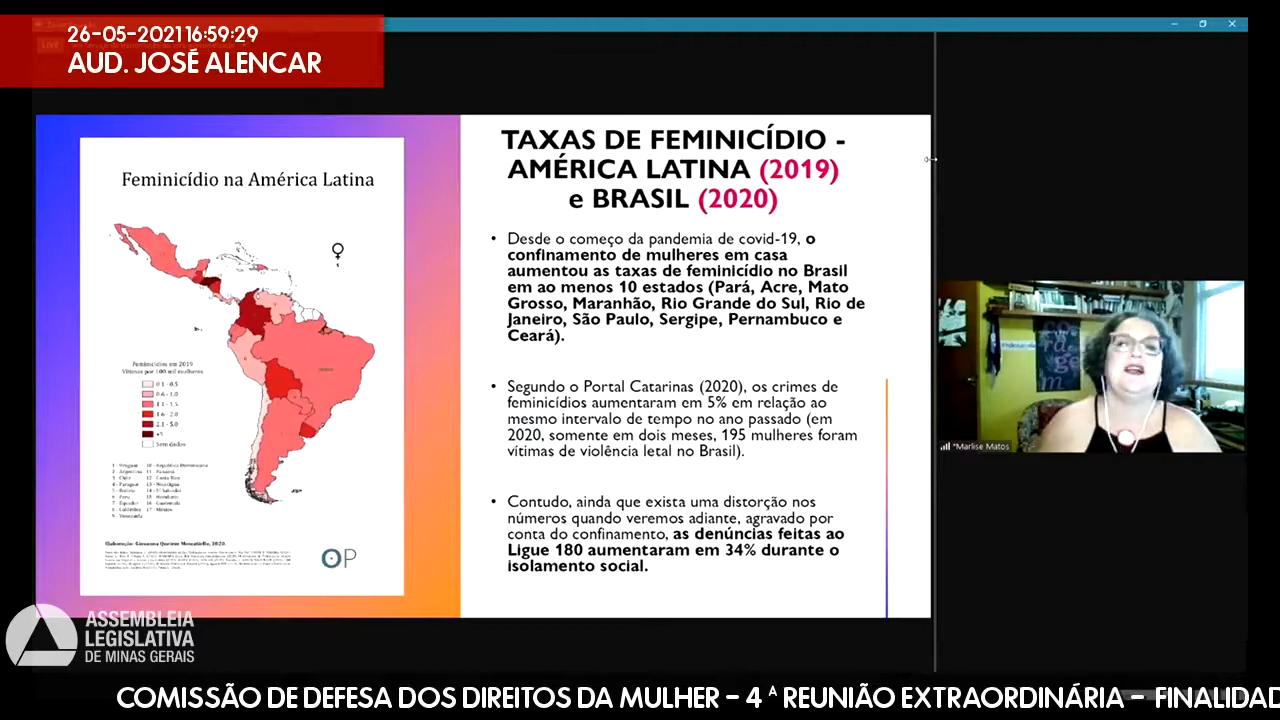 26-05-2021 16:59:29
AUD. JOSÉ ALENCAR
LIVE
Feminicídio na América Latina
Feminicídios em 2019
Vítimas por 100 mil mulheres
0.1 - 0.5
0.6 - 1.0
1.1 - 1.5
1.6 - 2.0
2.1 - 5.0
+5
Sem dados
Elaboração: Giovanna Queiroz Moscatiello, 2020.
OP
TAXAS DE FEMINICÍDIO -
AMÉRICA LATINA (2019)
e BRASIL (2020)
• Desde o começo da pandemia de covid-19, o
confinamento de mulheres em casa
aumentou as taxas de feminicídio no Brasil
em ao menos 10 estados (Pará, Acre, Mato
Grosso, Maranhão, Rio Grande do Sul, Rio de
Janeiro, São Paulo, Sergipe, Pernambuco e
Ceará).
• Segundo o Portal Catarinas (2020), os crimes de
feminicídios aumentaram em 5% em relação ao
mesmo intervalo de tempo no ano passado (em
2020, somente em dois meses, 195 mulheres foram
vítimas de violência letal no Brasil).
• Contudo, ainda que exista uma distorção nos
números quando veremos adiante, agravado por
conta do confinamento, as denúncias feitas ao
Ligue 180 aumentaram em 34% durante o
isolamento social.
*Marlise Matos
ASSEMBLEIA
LEGISLATIVA
DE MINAS GERAIS
COMISSÃO DE DEFESA DOS DIREITOS DA MULHER – 4 ª REUNIÃO EXTRAORDINÁRIA – FINALIDAD